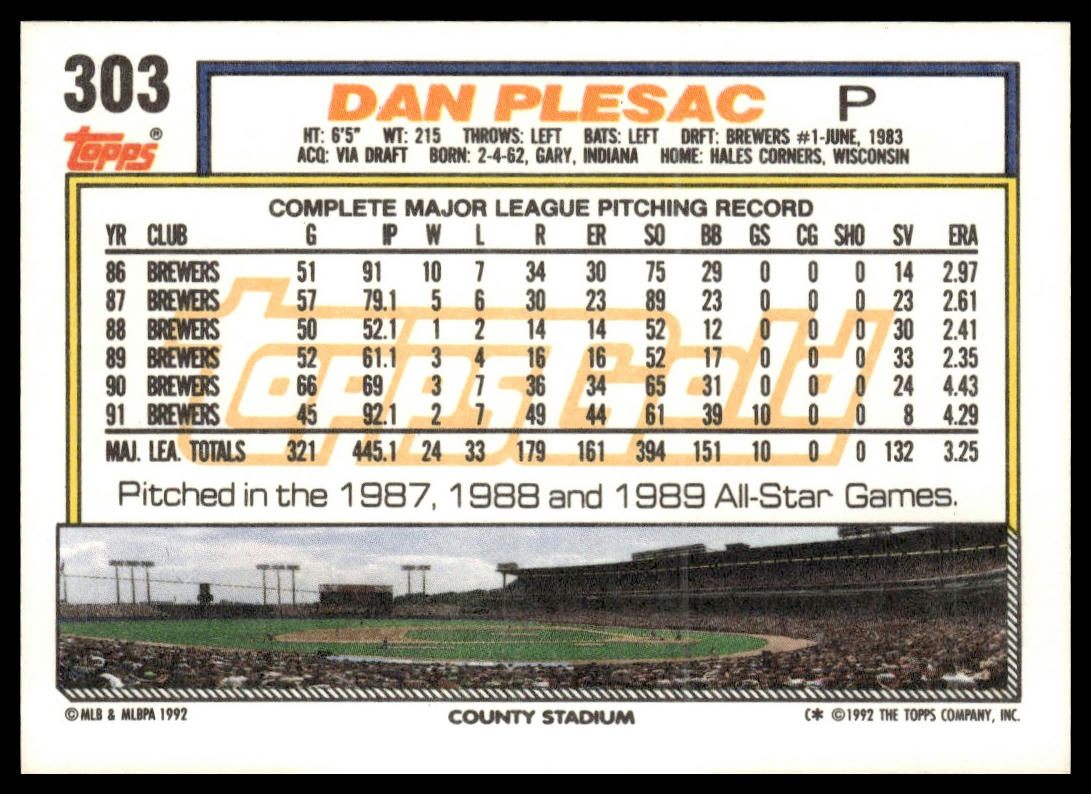 303
Topps®
DAN PLESAC P
HT: 6'5" WT: 215 THROWS: LEFT BATS: LEFT DRFT: BREWERS #1-JUNE, 1983
ACQ: VIA DRAFT BORN: 2-4-62, GARY, INDIANA HOME: HALES CORNERS, WISCONSIN
COMPLETE MAJOR LEAGUE PITCHING RECORD
YR CLUB G IP W L R ER SO BB GS CG SHO SV ERA
86 BREWERS 51 91 10 7 34 30 75 29 0 0 0 14 2.97
87 BREWERS 57 79.1 5 6 30 23 89 23 0 0 0 23 2.61
88 BREWERS 50 52.1 1 2 14 14 52 12 0 0 0 30 2.41
89 BREWERS 52 61.1 3 4 16 16 52 17 0 0 0 33 2.35
90 BREWERS 66 69 3 7 36 34 65 31 0 0 0 24 4.43
91 BREWERS 45 92.1 2 7 49 44 61 39 10 0 0 8 4.29
MAJ. LEA. TOTALS 321 445.1 24 33 179 161 394 151 10 0 0 132 3.25
ToppsGold
Pitched in the 1987, 1988 and 1989 All-Star Games.
© MLB & MLBPA 1992
COUNTY STADIUM
C* © 1992 THE TOPPS COMPANY, INC.